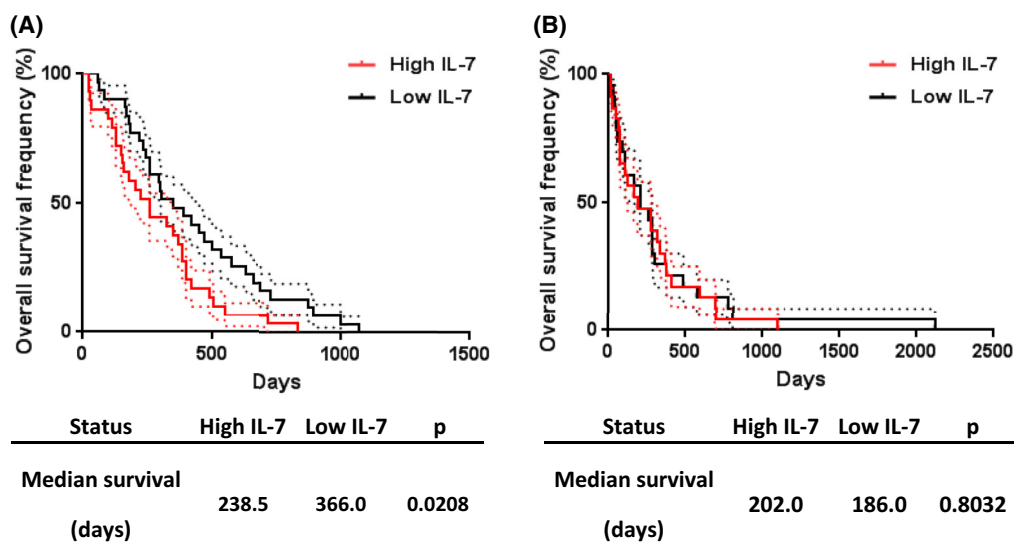 (A)
Overall survival frequency (%)
High IL-7
Low IL-7
100
50
0
0 500 1000 1500
Days
Status High IL-7 Low IL-7 p
Median survival
238.5 366.0 0.0208
(days)
(B)
Overall survival frequency (%)
High IL-7
Low IL-7
100
50
0
0 500 1000 1500 2000 2500
Days
Status High IL-7 Low IL-7 p
Median survival
202.0 186.0 0.8032
(days)